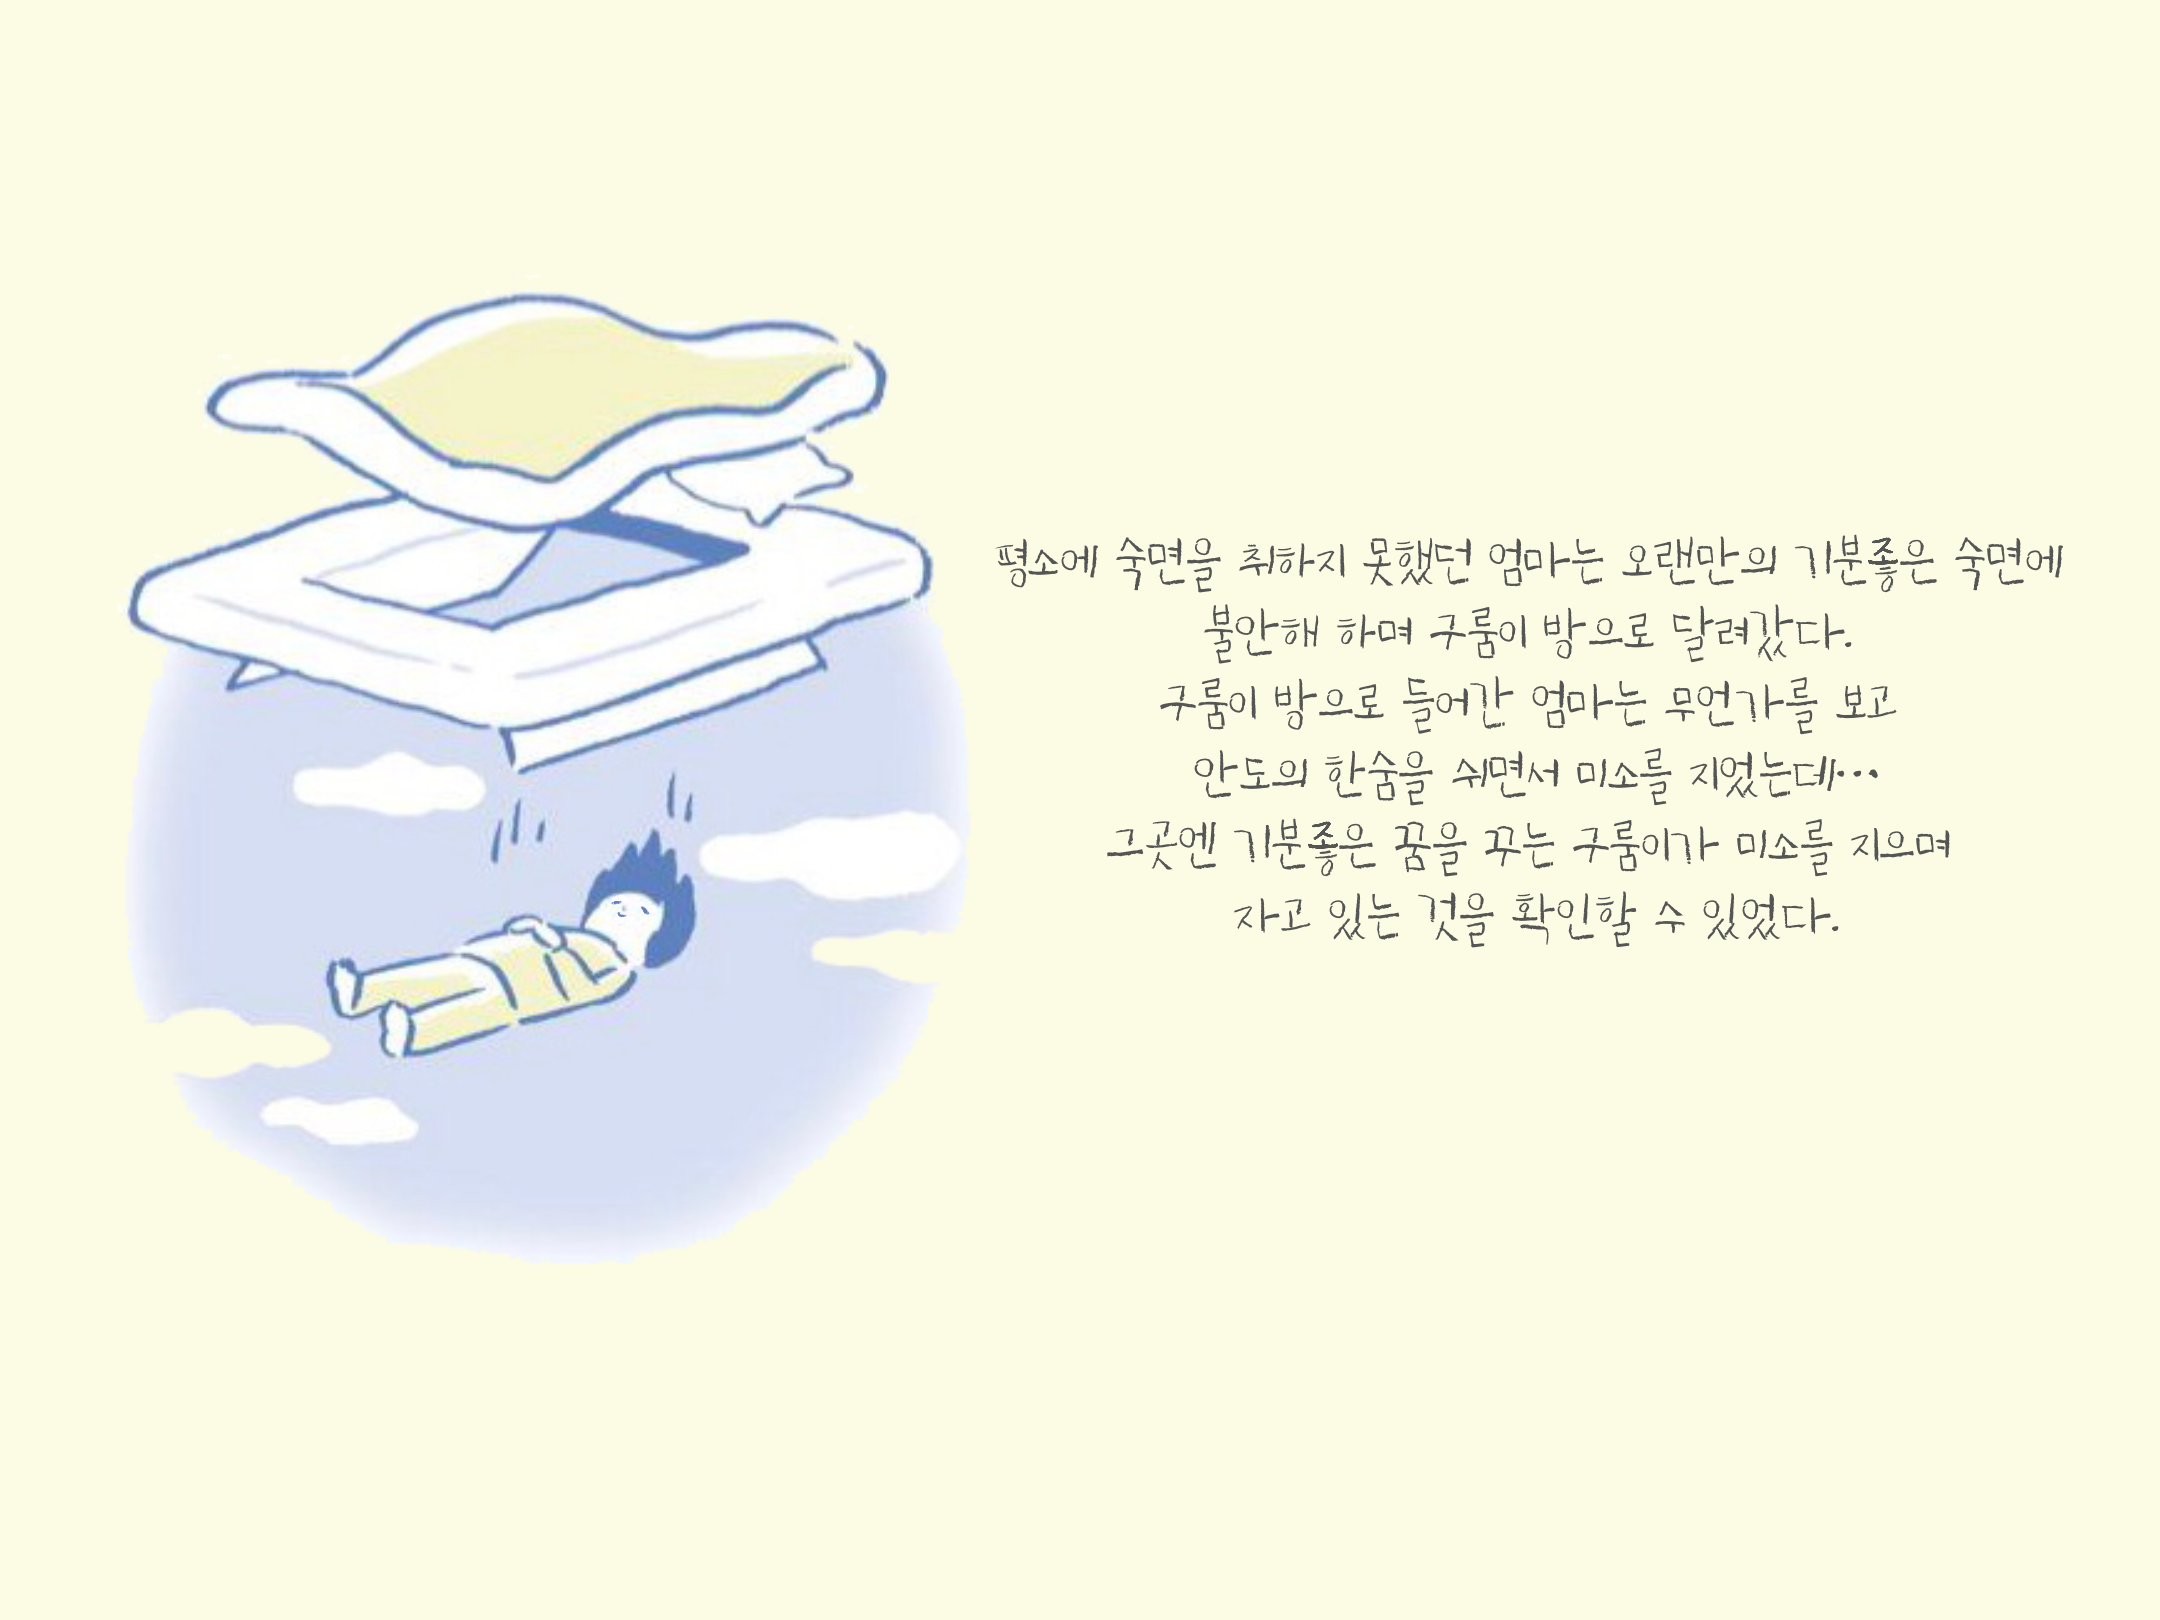 평소에 숙면을 취하지 못했던 엄마는 오랜만의 기분좋은 숙면에
불안해 하며 구룸이 방으로 달려갔다.
구룸이 방으로 들어간 엄마는 무언가를 보고
안도의 한숨을 쉬면서 미소를 지었는데…
그곳엔 기분좋은 꿈을 꾸는 구룸이가 미소를 지으며
자고 있는 것을 확인할 수 있었다.